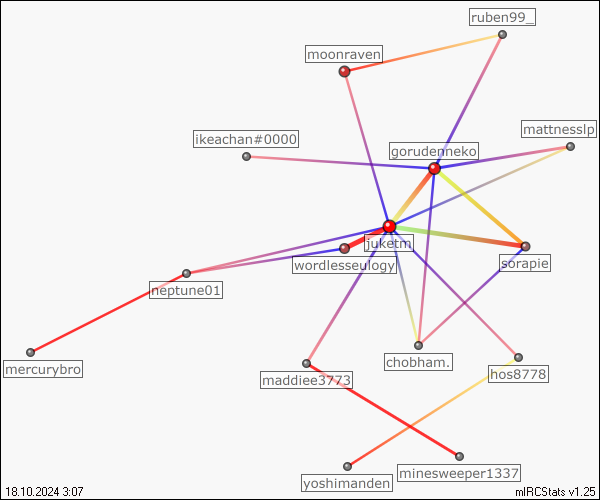 ruben99_
moonraven
mattnesslp
ikeachan#0000
gorudenneko
juketm
wordlesseulogy
sorapie
neptune01
mercurybro
chobham.
maddiee3773
hos8778
minesweeper1337
yoshimanden
18.10.2024 3:07
mIRCStats v1.25